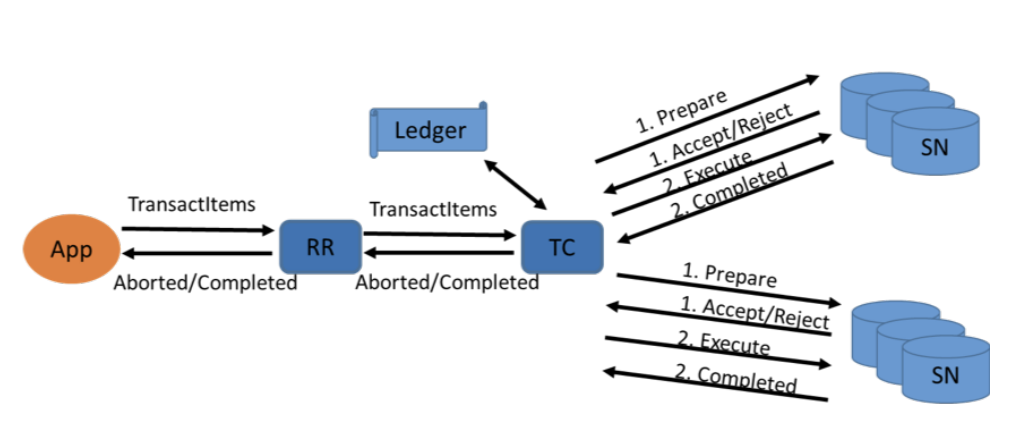 Ledger
1. Prepare
1. Accept/Reject
2. Execute
2. Completed
SN
TransactItems
TransactItems
App
RR
TC
Aborted/Completed
Aborted/Completed
1. Prepare
1. Accept/Reject
2. Execute
2. Completed
SN